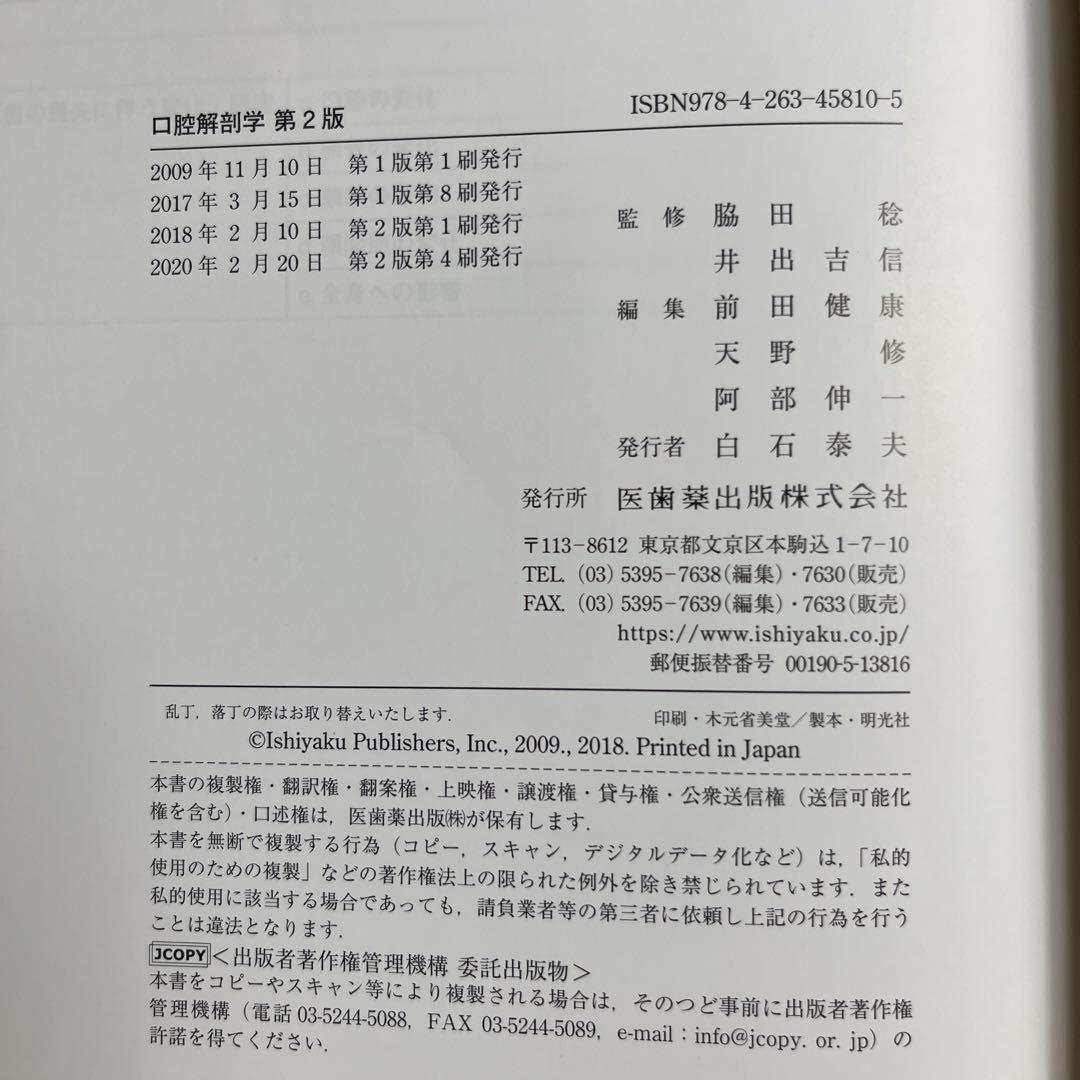 口腔解剖学 第2版
ISBN978-4-263-45810-5
2009年11月10日 第1版第1刷発行
2017年 3月15日 第1版第8刷発行
2018年 2月10日 第2版第1刷発行
2020年 2月20日 第2版第4刷発行
監修 脇田 稔
井出吉信
編集 前田健康
天野 修
阿部伸一
発行者 白石泰夫
発行所 医歯薬出版株式会社
〒113-8612 東京都文京区本駒込1-7-10
TEL. (03) 5395-7638(編集)・7630(販売)
FAX. (03) 5395-7639(編集)・7633(販売)
https://www.ishiyaku.co.jp/
郵便振替番号 00190-5-13816
乱丁,落丁の際はお取り替えいたします.
印刷・木元省美堂/製本・明光社
©Ishiyaku Publishers, Inc., 2009., 2018. Printed in Japan
本書の複製権・翻訳権・翻案権・上映権・譲渡権・貸与権・公衆送信権(送信可能化
権を含む)・口述権は,医歯薬出版㈱が保有します.
本書を無断で複製する行為(コピー,スキャン,デジタルデータ化など)は,「私的
使用のための複製」などの著作権法上の限られた例外を除き禁じられています.また
私的使用に該当する場合であっても,請負業者等の第三者に依頼し上記の行為を行う
ことは違法となります.
JCOPY<出版者著作権管理機構 委託出版物>
本書をコピーやスキャン等により複製される場合は,そのつど事前に出版者著作権
管理機構(電話 03-5244-5088, FAX 03-5244-5089, e-mail:info@jcopy. or. jp)の
許諾を得てください.